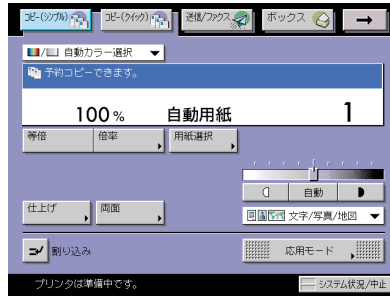 コピー(シンプル)
コピー(クイック)
送信/ファクス
ボックス
自動カラー選択
予約コピーできます。
100%
自動用紙
1
等倍
倍率
用紙選択
自動
仕上げ
両面
文字/写真/地図
割り込み
応用モード
プリンタは準備中です。
システム状況/中止